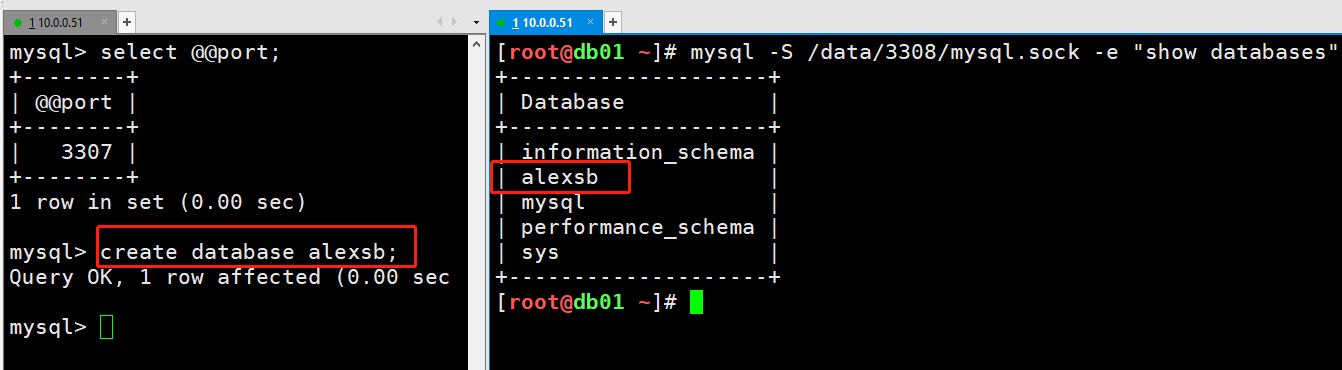 1 10.0.0.51 × +
mysql> select @@port;
+--------+
| @@port |
+--------+
|   3307 |
+--------+
1 row in set (0.00 sec)
mysql> create database alexsb;
Query OK, 1 row affected (0.00 sec
mysql>
1 10.0.0.51 × +
[root@db01 ~]# mysql -S /data/3308/mysql.sock -e "show databases"
+--------------------+
| Database           |
+--------------------+
| information_schema |
| alexsb             |
| mysql              |
| performance_schema |
| sys                |
+--------------------+
[root@db01 ~]#